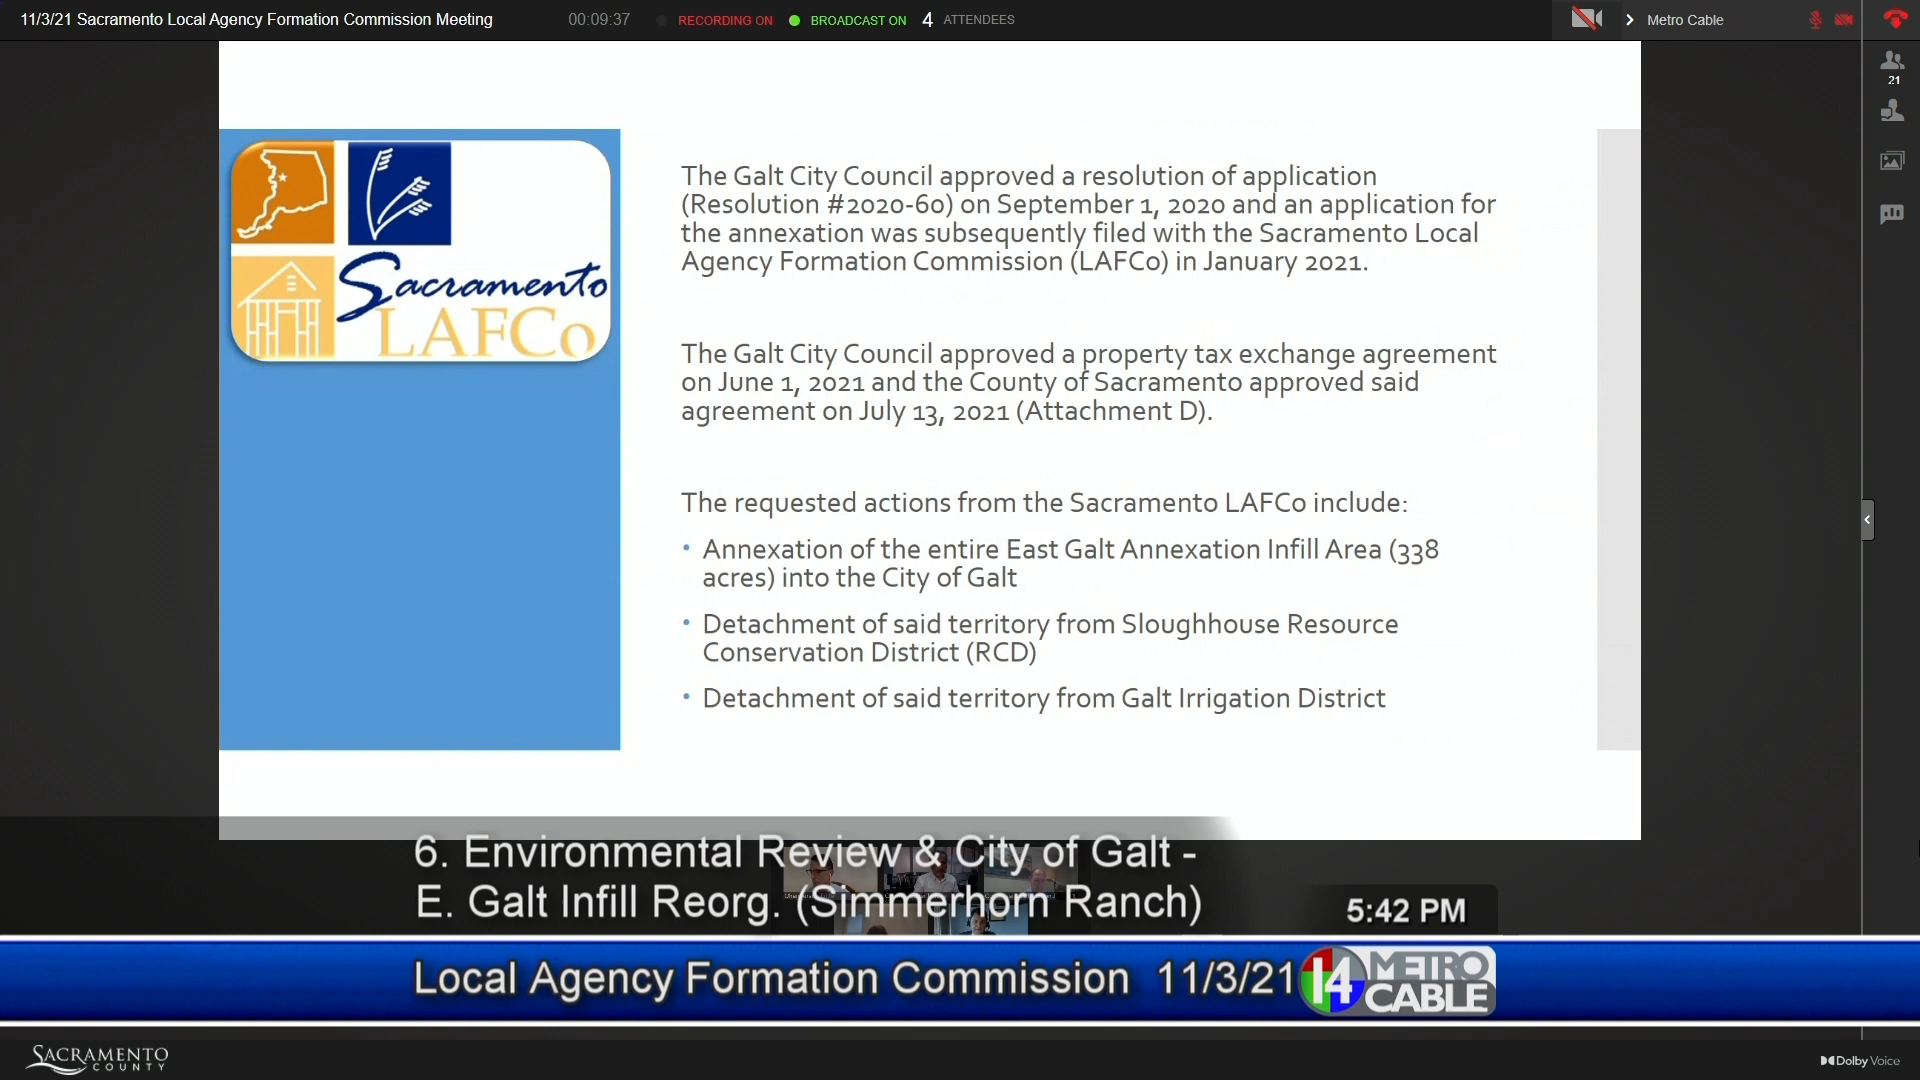 11/3/21 Sacramento Local Agency Formation Commission Meeting
00:09:37
RECORDING ON
BROADCAST ON
4 ATTENDEES
Metro Cable
21
Sacramento
LAFCo
The Galt City Council approved a resolution of application
(Resolution #2020-60) on September 1, 2020 and an application for
the annexation was subsequently filed with the Sacramento Local
Agency Formation Commission (LAFCo) in January 2021.
The Galt City Council approved a property tax exchange agreement
on June 1, 2021 and the County of Sacramento approved said
agreement on July 13, 2021 (Attachment D).
The requested actions from the Sacramento LAFCo include:
• Annexation of the entire East Galt Annexation Infill Area (338
acres) into the City of Galt
• Detachment of said territory from Sloughhouse Resource
Conservation District (RCD)
• Detachment of said territory from Galt Irrigation District
6. Environmental Review & City of Galt -
E. Galt Infill Reorg. (Simmerhorn Ranch)
5:42 PM
Local Agency Formation Commission 11/3/21
14 METRO
CABLE
SACRAMENTO
COUNTY
Dolby Voice